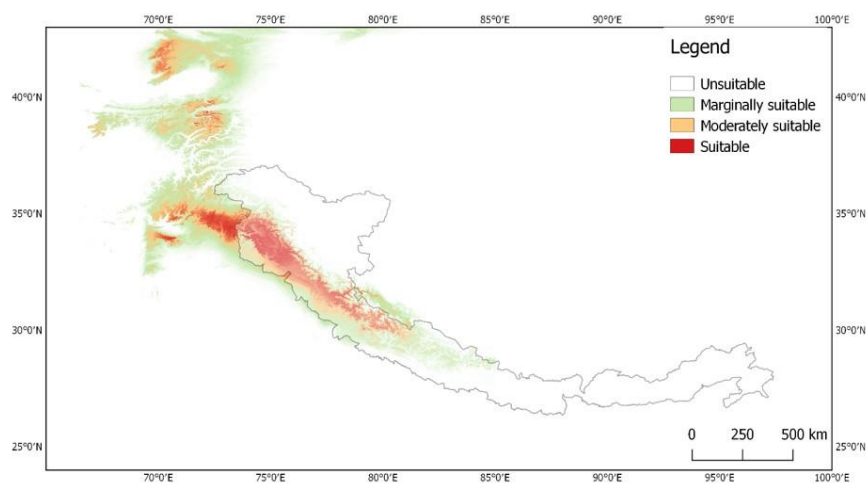 70°0'E 75°0'E 80°0'E 85°0'E 90°0'E 95°0'E 100°0'E
Legend
Unsuitable
Marginally suitable
Moderately suitable
Suitable
40°0'N 40°0'N
35°0'N 35°0'N
30°0'N 30°0'N
25°0'N 25°0'N
0 250 500 km
70°0'E 75°0'E 80°0'E 85°0'E 90°0'E 95°0'E 100°0'E